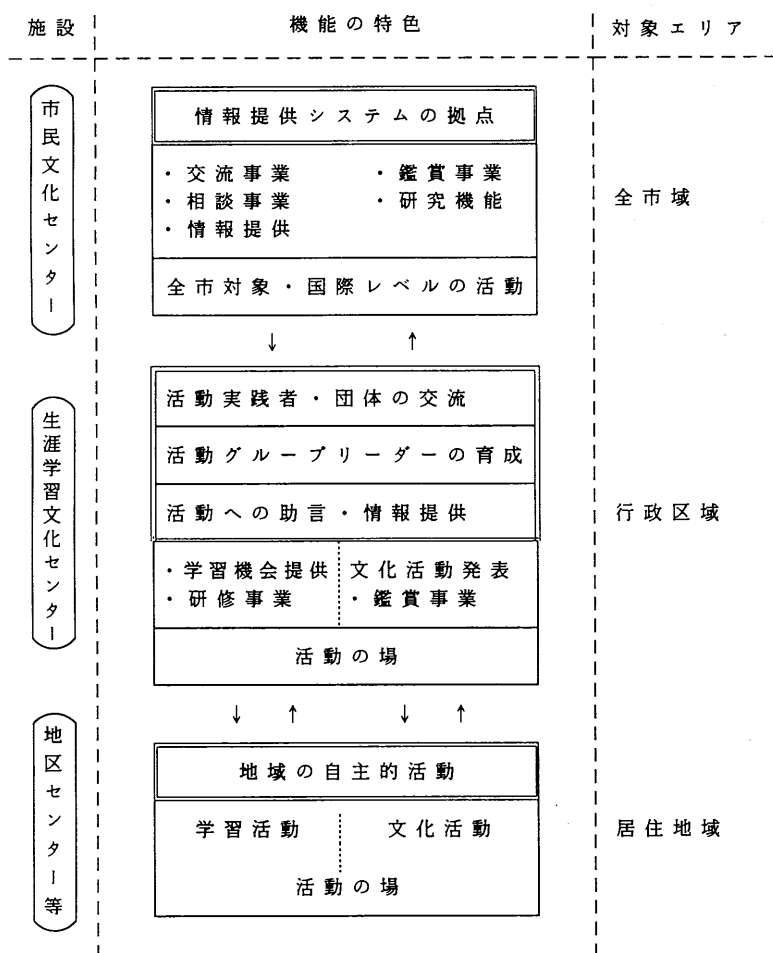 施設
機能の特色
対象エリア
市民文化センター
情報提供システムの拠点
・交流事業 ・鑑賞事業
・相談事業 ・研究機能
・情報提供
全市対象・国際レベルの活動
全市域
↓ ↑
生涯学習文化センター
活動実践者・団体の交流
活動グループリーダーの育成
活動への助言・情報提供
・学習機会提供 文化活動発表
・研修事業 ・鑑賞事業
活動の場
行政区域
↓ ↑ ↓ ↑
地区センター等
地域の自主的活動
学習活動 文化活動
活動の場
居住地域